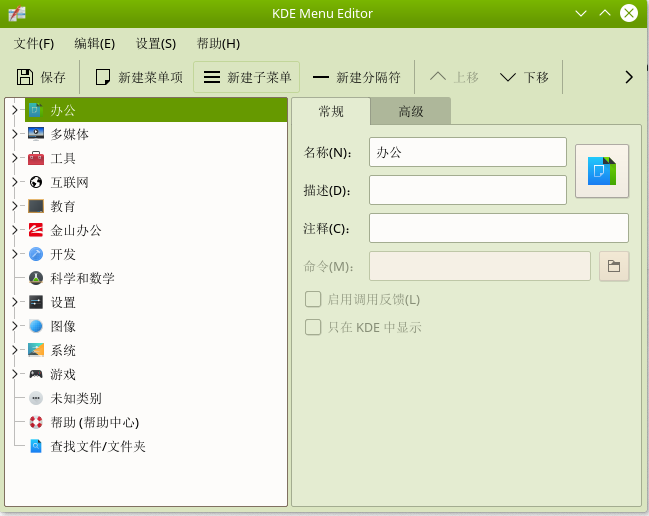 KDE Menu Editor
文件(F) 编辑(E) 设置(S) 帮助(H)
保存 新建菜单项 新建子菜单 新建分隔符 上移 下移
办公
多媒体
工具
互联网
教育
金山办公
开发
科学和数学
设置
图像
系统
游戏
未知类别
帮助 (帮助中心)
查找文件/文件夹
常规 高级
名称(N)： 办公
描述(D)：
注释(C)：
命令(M)：
启用调用反馈(L)
只在 KDE 中显示